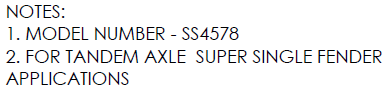 NOTES:
1. MODEL NUMBER - SS4578
2. FOR TANDEM AXLE  SUPER SINGLE FENDER
APPLICATIONS